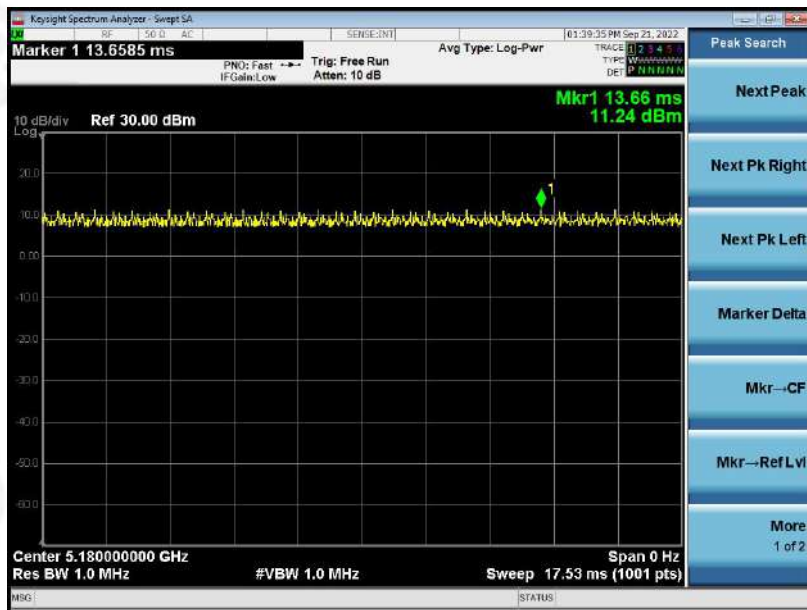 Keysight Spectrum Analyzer - Swept SA
RF 50 Ω AC SENSE:INT 01:39:35 PM Sep 21, 2022
Marker 1 13.6585 ms
PNO: Fast
IFGain:Low
Trig: Free Run
Atten: 10 dB
Avg Type: Log-Pwr
TRACE 1 2 3 4 5 6
TYPE W
DET P N N N N N
Peak Search
Next Peak
Next Pk Right
Next Pk Left
Marker Delta
Mkr→CF
Mkr→Ref Lvl
More
1 of 2
Mkr1 13.66 ms
11.24 dBm
10 dB/div Ref 30.00 dBm
Log
20.0
10.0
0.00
-10.0
-20.0
-30.0
-40.0
-50.0
-60.0
1
Center 5.180000000 GHz Span 0 Hz
Res BW 1.0 MHz #VBW 1.0 MHz Sweep 17.53 ms (1001 pts)
MSG STATUS